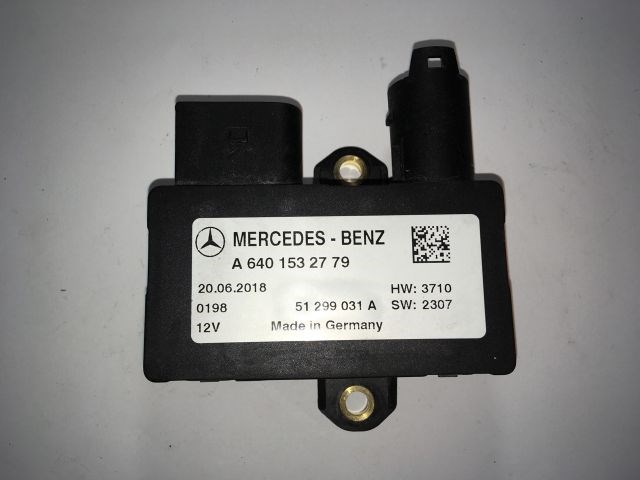 MERCEDES - BENZ
A 640 153 27 79
20.06.2018 HW: 3710
0198 51 299 031 A SW: 2307
12V Made in Germany